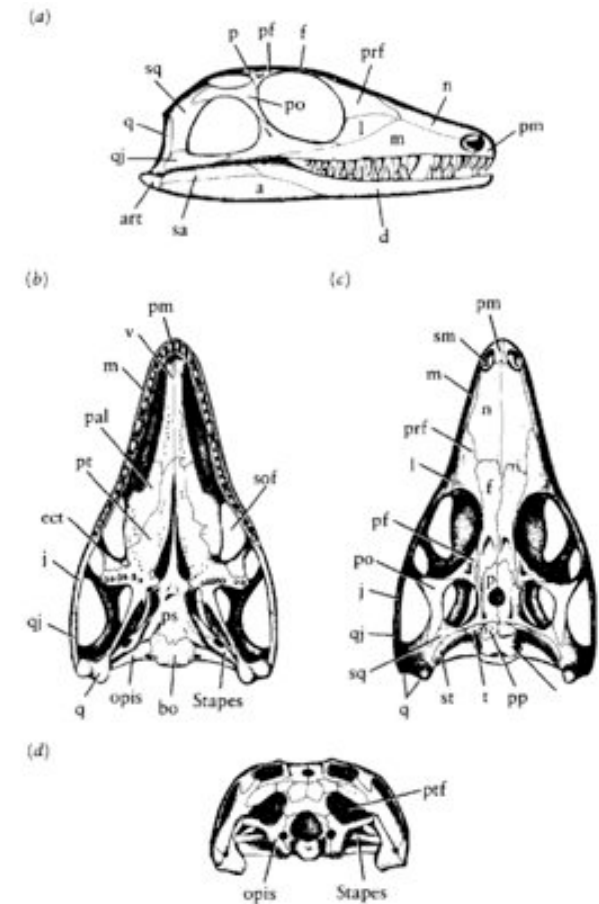 (a)
p pf f
sq prf
n
q po
l m pm
qj
art sa a d
(b)
pm
v
m
pal
pt sof
ect
j
ps
qj
q opis bo Stapes
(c)
pm
sm
m
n
prf
l f
pf
po p
j
qj
sq
q st t pp
(d)
ptf
opis Stapes